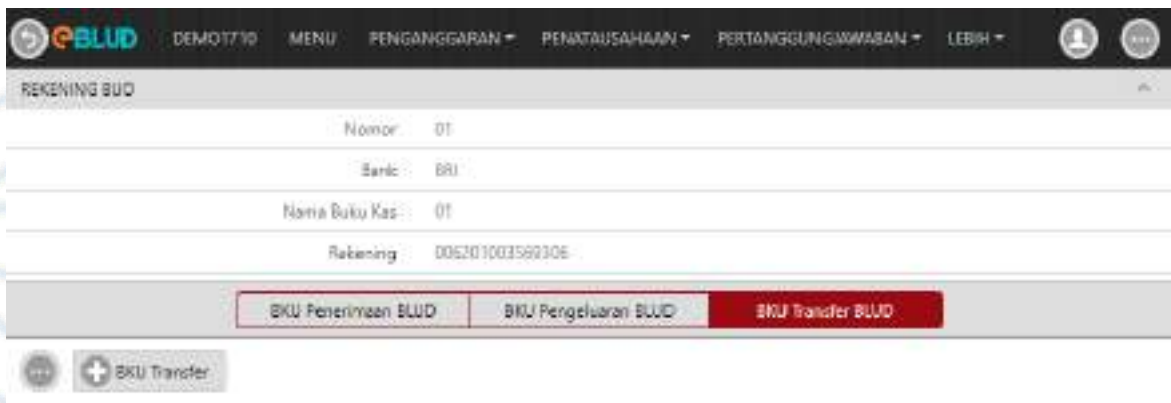 eBLUD DEMO1710 MENU PENGANGGARAN PENATAUSAHAAN PERTANGGUNGJAWABAN LEBIH
REKENING BUD
Nomor 01
Bank BRI
Nama Buku Kas 01
Rekening 006201003569306
BKU Penerimaan BLUD BKU Pengeluaran BLUD BKU Transfer BLUD
BKU Transfer